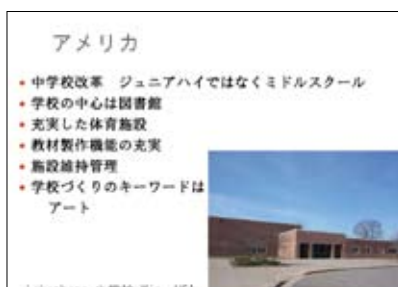 アメリカ
• 中学校改革　ジュニアハイではなくミドルスクール
• 学校の中心は図書館
• 充実した体育施設
• 教材製作機能の充実
• 施設維持管理
• 学校づくりのキーワードは
アート